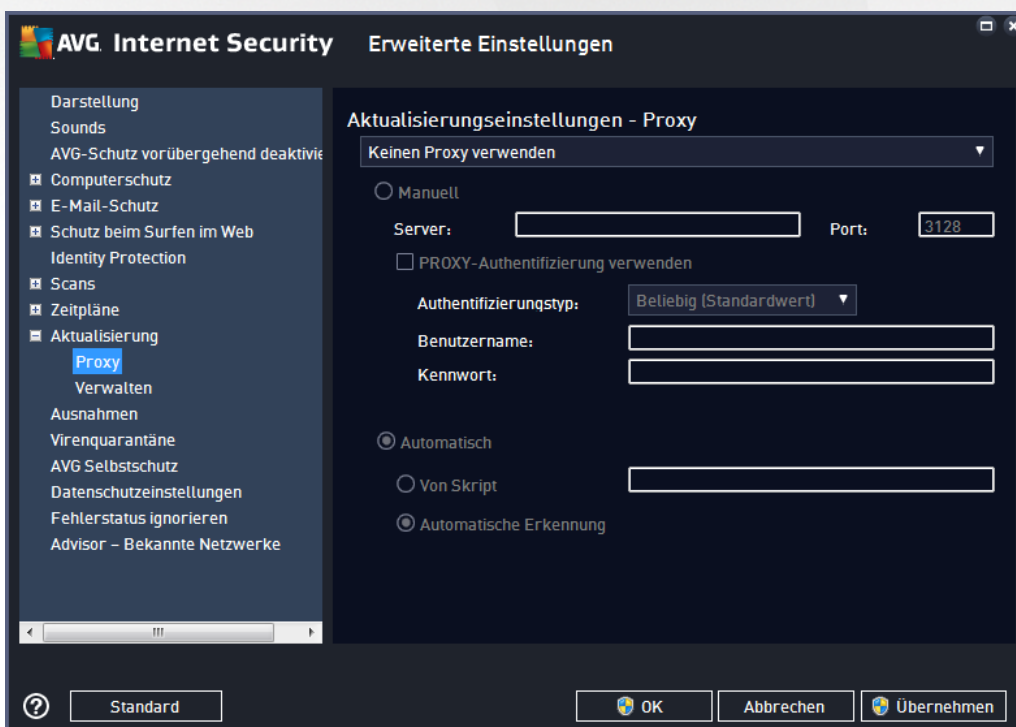 AVG. Internet Security Erweiterte Einstellungen
Darstellung
Sounds
AVG-Schutz vorübergehend deaktivie
Computerschutz
E-Mail-Schutz
Schutz beim Surfen im Web
Identity Protection
Scans
Zeitpläne
Aktualisierung
Proxy
Verwalten
Ausnahmen
Virenquarantäne
AVG Selbstschutz
Datenschutzeinstellungen
Fehlerstatus ignorieren
Advisor – Bekannte Netzwerke
Aktualisierungseinstellungen - Proxy
Keinen Proxy verwenden
Manuell
Server: Port: 3128
PROXY-Authentifizierung verwenden
Authentifizierungstyp: Beliebig (Standardwert)
Benutzername:
Kennwort:
Automatisch
Von Skript
Automatische Erkennung
? Standard OK Abbrechen Übernehmen